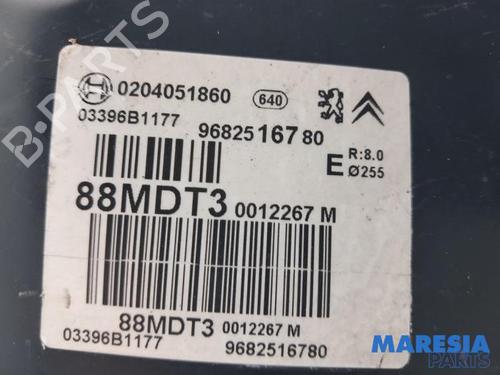 0204051860 640
03396B1177 9682516780
E R:8.0
Ø255
88MDT3 0012267 M
88MDT3 0012267 M
03396B1177 9682516780
B-PARTS
MARESIA
PARTS